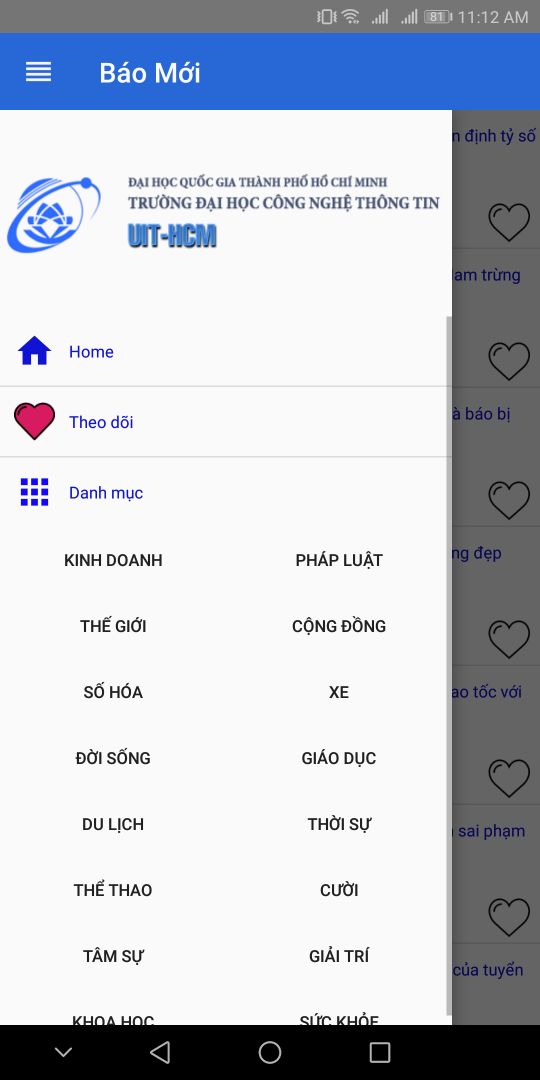 81 11:12 AM
Báo Mới
ĐẠI HỌC QUỐC GIA THÀNH PHỐ HỒ CHÍ MINH
TRƯỜNG ĐẠI HỌC CÔNG NGHỆ THÔNG TIN
UIT-HCM
Home
Theo dõi
Danh mục
KINH DOANH PHÁP LUẬT
THẾ GIỚI CỘNG ĐỒNG
SỐ HÓA XE
ĐỜI SỐNG GIÁO DỤC
DU LỊCH THỜI SỰ
THỂ THAO CƯỜI
TÂM SỰ GIẢI TRÍ
KHOA HỌC SỨC KHỎE
n định tỷ số
am trừng
à báo bị
ng đẹp
ao tốc với
sai phạm
của tuyển